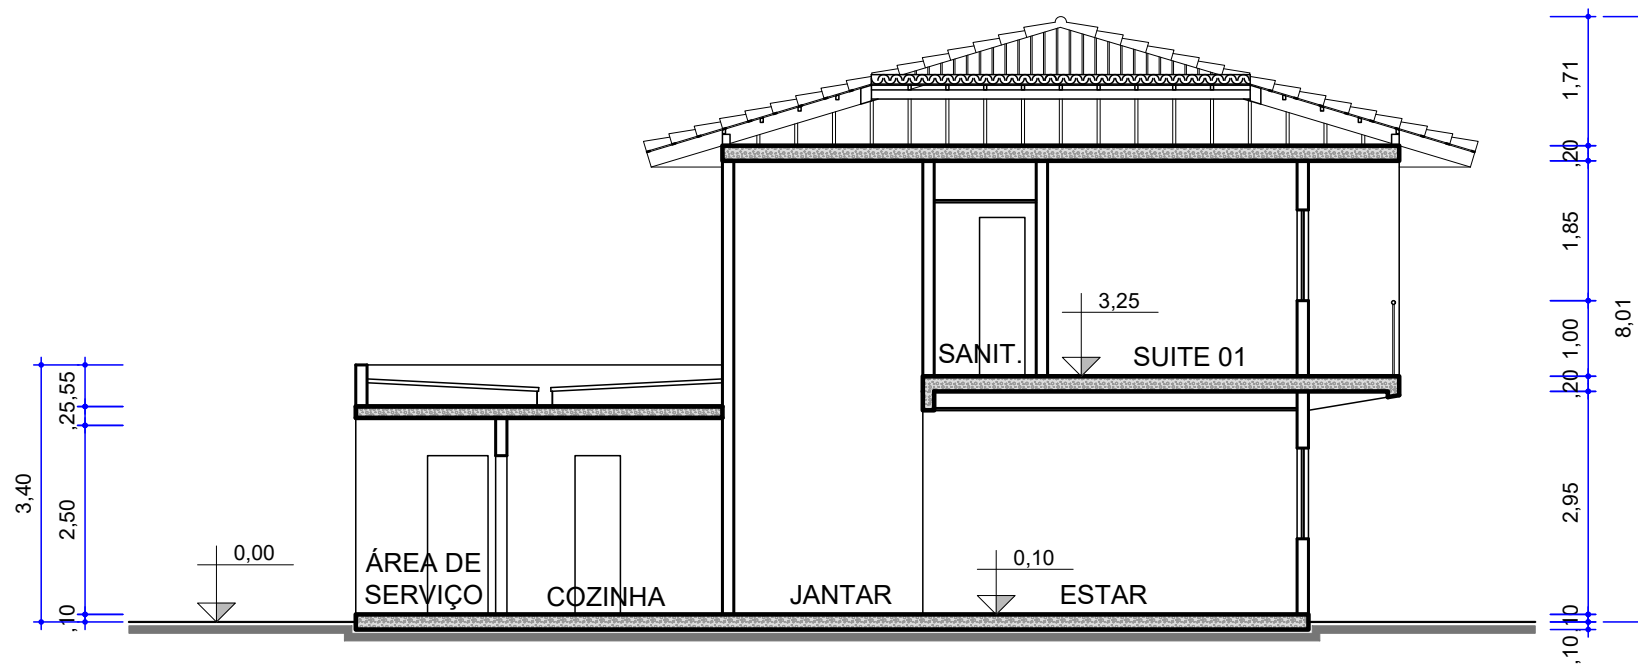 1,71
,20
1,85
8,01
3,25
1,00
SANIT.
SUITE 01
,20
,55
,25
3,40
2,50
2,95
0,00
0,10
ÁREA DE
SERVIÇO
COZINHA
JANTAR
ESTAR
,10
,10
,10